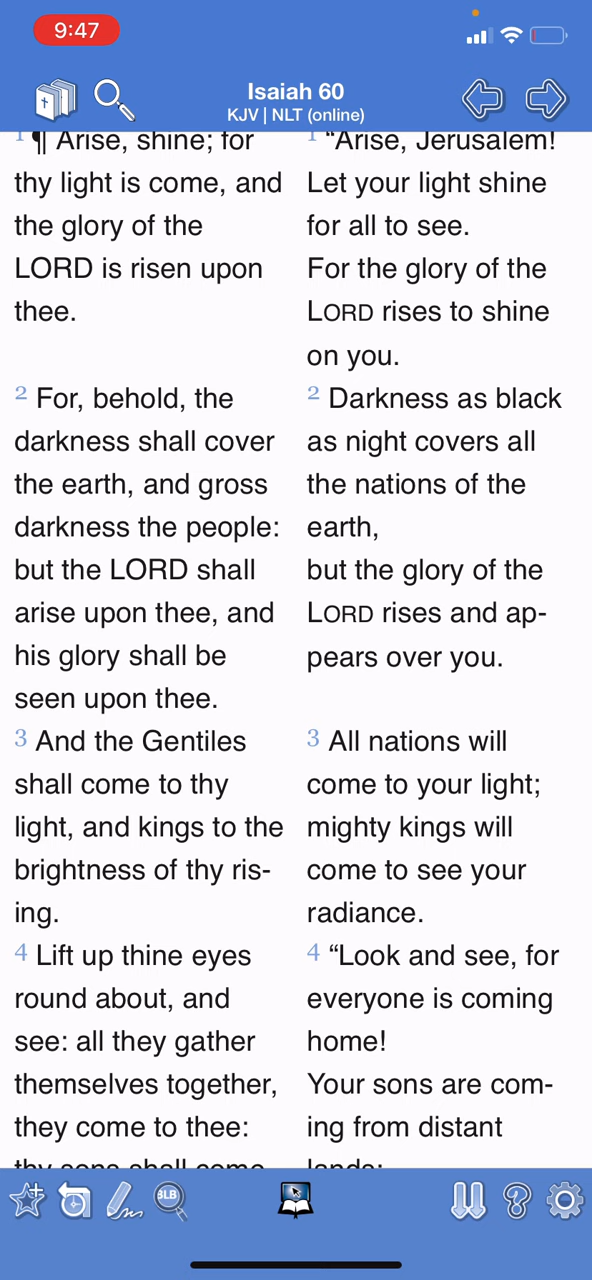 9:47
Isaiah 60
KJV | NLT (online)
1 ¶ Arise, shine; for
thy light is come, and
the glory of the
LORD is risen upon
thee.
2 For, behold, the
darkness shall cover
the earth, and gross
darkness the people:
but the LORD shall
arise upon thee, and
his glory shall be
seen upon thee.
3 And the Gentiles
shall come to thy
light, and kings to the
brightness of thy ris-
ing.
4 Lift up thine eyes
round about, and
see: all they gather
themselves together,
they come to thee:
thy sons shall come
1 “Arise, Jerusalem!
Let your light shine
for all to see.
For the glory of the
LORD rises to shine
on you.
2 Darkness as black
as night covers all
the nations of the
earth,
but the glory of the
LORD rises and ap-
pears over you.
3 All nations will
come to your light;
mighty kings will
come to see your
radiance.
4 “Look and see, for
everyone is coming
home!
Your sons are com-
ing from distant
lands;
BLB